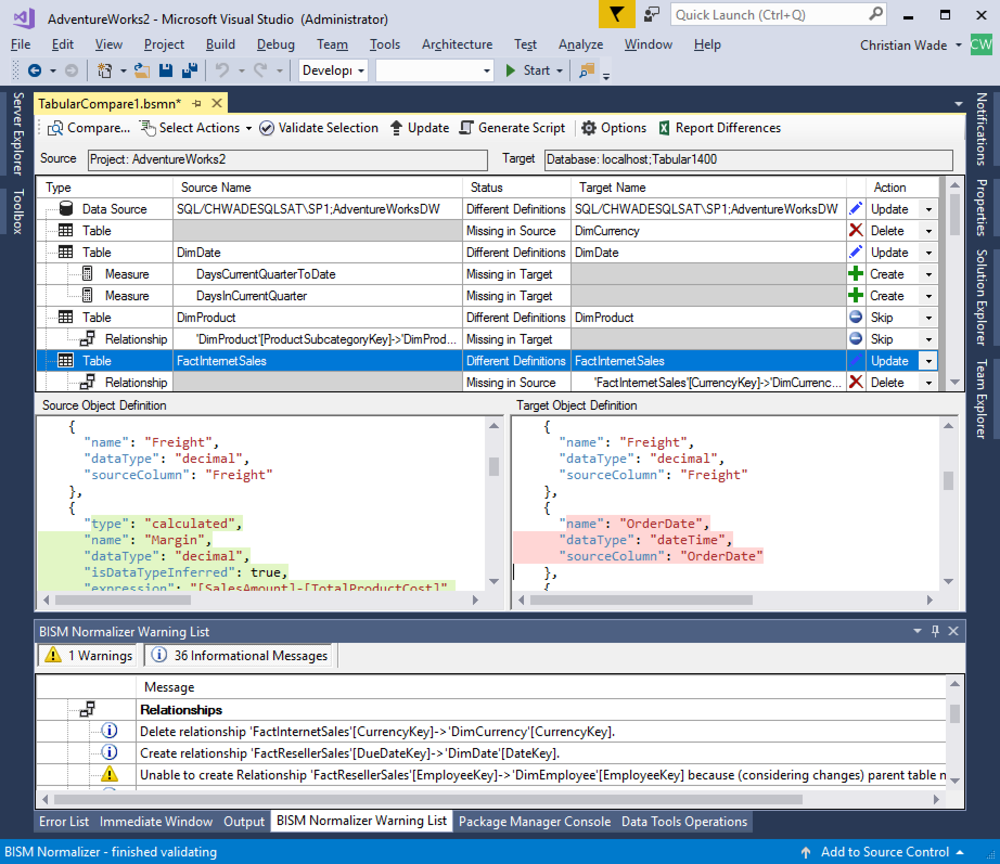 AdventureWorks2 - Microsoft Visual Studio (Administrator)
Quick Launch (Ctrl+Q)
File Edit View Project Build Debug Team Tools Architecture Test Analyze Window Help
Christian Wade CW
Start
Server Explorer
Toolbox
Notifications
Properties
Solution Explorer
Team Explorer
TabularCompare1.bsmn*
Compare... Select Actions Validate Selection Update Generate Script Options Report Differences
Source Project: AdventureWorks2 Target Database: localhost;Tabular1400
Type Source Name Status Target Name Action
Data Source SQL/CHWADESQLSAT\SP1;AdventureWorksDW Different Definitions SQL/CHWADESQLSAT\SP1;AdventureWorksDW Update
Table Missing in Source DimCurrency Delete
Table DimDate Different Definitions DimDate Update
Measure DaysCurrentQuarterToDate Missing in Target Create
Measure DaysInCurrentQuarter Missing in Target Create
Table DimProduct Different Definitions DimProduct Skip
Relationship 'DimProduct'[ProductSubcategoryKey]->'DimProd... Missing in Target Skip
Table FactInternetSales Different Definitions FactInternetSales Update
Relationship Missing in Source 'FactInternetSales'[CurrencyKey]->'DimCurrenc... Delete
Source Object Definition
{
"name": "Freight",
"dataType": "decimal",
"sourceColumn": "Freight"
},
{
"type": "calculated",
"name": "Margin",
"dataType": "decimal",
"isDataTypeInferred": true,
"expression": "[SalesAmount]-[TotalProductCost]"
Target Object Definition
{
"name": "Freight",
"dataType": "decimal",
"sourceColumn": "Freight"
},
{
"name": "OrderDate",
"dataType": "dateTime",
"sourceColumn": "OrderDate"
},
{
BISM Normalizer Warning List
1 Warnings 36 Informational Messages
Message
Relationships
Delete relationship 'FactInternetSales'[CurrencyKey]->'DimCurrency'[CurrencyKey].
Create relationship 'FactResellerSales'[DueDateKey]->'DimDate'[DateKey].
Unable to create Relationship 'FactResellerSales'[EmployeeKey]->'DimEmployee'[EmployeeKey] because (considering changes) parent table
Error List Immediate Window Output BISM Normalizer Warning List Package Manager Console Data Tools Operations
BISM Normalizer - finished validating
Add to Source Control